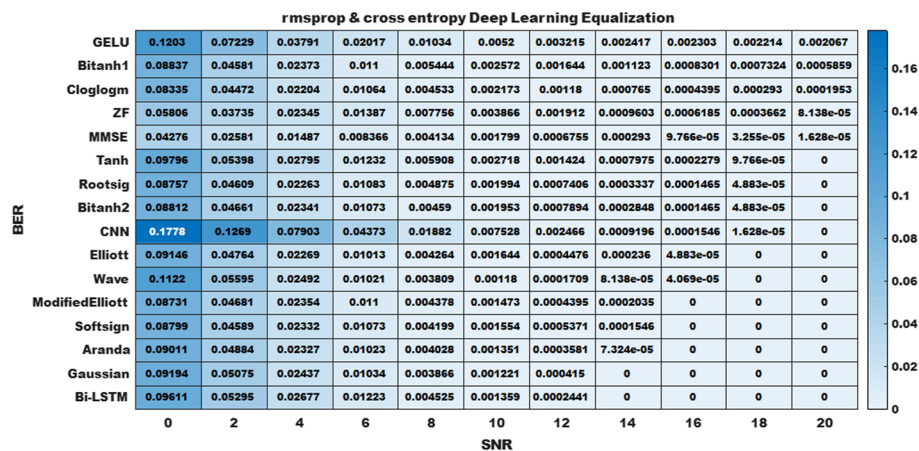 rmsprop & cross entropy Deep Learning Equalization
GELU 0.1203 0.07229 0.03791 0.02017 0.01034 0.0052 0.003215 0.002417 0.002303 0.002214 0.002067
Bitanh1 0.08837 0.04581 0.02373 0.011 0.005444 0.002572 0.001644 0.001123 0.0008301 0.0007324 0.0005859
Cloglogm 0.08335 0.04472 0.02204 0.01064 0.004533 0.002173 0.00118 0.000765 0.0004395 0.000293 0.0001953
ZF 0.05806 0.03735 0.02345 0.01387 0.007756 0.003866 0.001912 0.0009603 0.0006185 0.0003662 8.138e-05
MMSE 0.04276 0.02581 0.01487 0.008366 0.004134 0.001799 0.0006755 0.000293 9.766e-05 3.255e-05 1.628e-05
Tanh 0.09796 0.05398 0.02795 0.01232 0.005908 0.002718 0.001424 0.0007975 0.0002279 9.766e-05 0
Rootsig 0.08757 0.04609 0.02263 0.01083 0.004875 0.001994 0.0007406 0.0003337 0.0001465 4.883e-05 0
Bitanh2 0.08812 0.04661 0.02341 0.01073 0.00459 0.001953 0.0007894 0.0002848 0.0001465 4.883e-05 0
CNN 0.1778 0.1269 0.07903 0.04373 0.01882 0.007528 0.002466 0.0009196 0.0001546 1.628e-05 0
Elliott 0.09146 0.04764 0.02269 0.01013 0.004264 0.001644 0.0004476 0.000236 4.883e-05 0 0
Wave 0.1122 0.05595 0.02492 0.01021 0.003809 0.00118 0.0001709 8.138e-05 4.069e-05 0 0
ModifiedElliott 0.08731 0.04681 0.02354 0.011 0.004378 0.001473 0.0004395 0.0002035 0 0 0
Softsign 0.08799 0.04589 0.02332 0.01073 0.004199 0.001554 0.0005371 0.0001546 0 0 0
Aranda 0.09011 0.04884 0.02327 0.01023 0.004028 0.001351 0.0003581 7.324e-05 0 0 0
Gaussian 0.09194 0.05075 0.02437 0.01034 0.003866 0.001221 0.000415 0 0 0 0
Bi-LSTM 0.09611 0.05295 0.02677 0.01223 0.004525 0.001359 0.0002441 0 0 0 0
0 2 4 6 8 10 12 14 16 18 20
SNR
BER
0.16
0.14
0.12
0.1
0.08
0.06
0.04
0.02
0